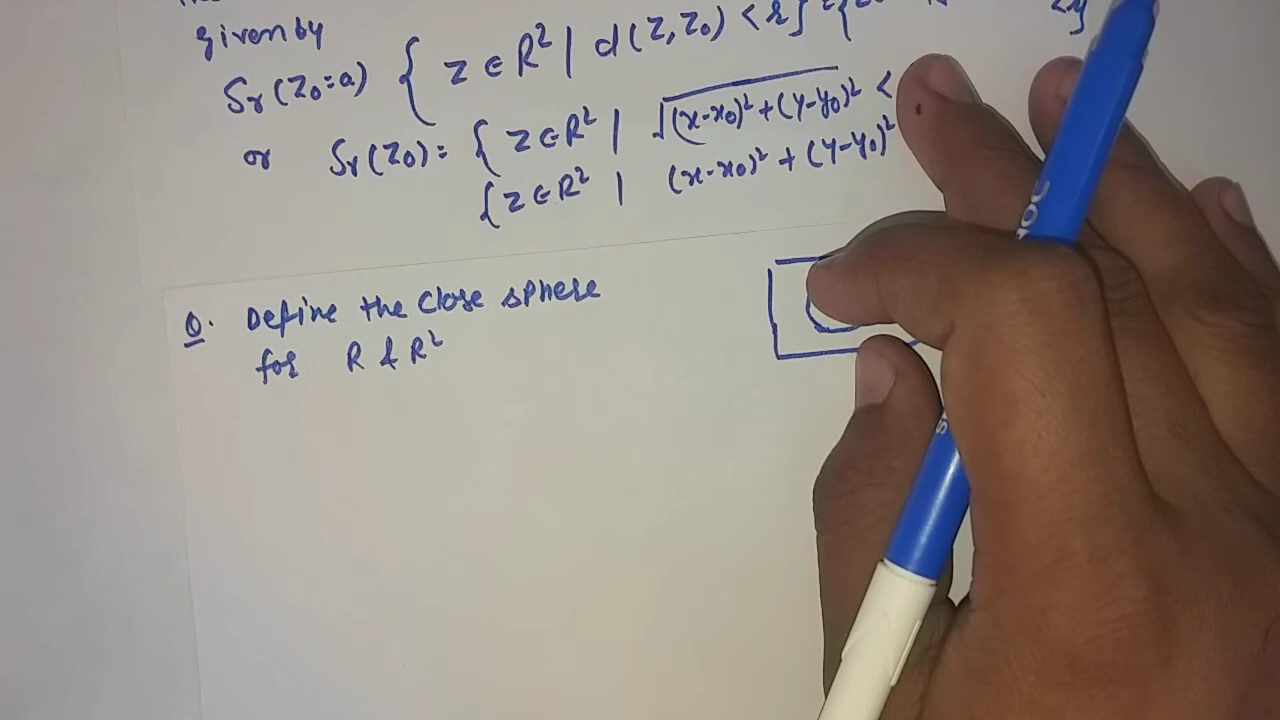 given by
Sr(Z0=a) { Z ∈ R² | d(Z, Z0) < r} = {
or Sr(Z0) = { Z ∈ R² | √(x-x0)² + (y-y0)² <
{Z ∈ R² | (x-x0)² + (y-y0)²
Q. Define the close sphere
for R & R²